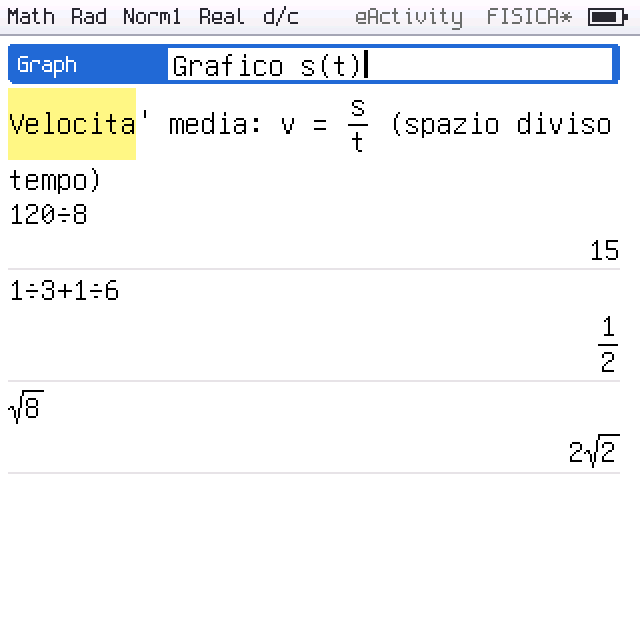 Math Rad Norm1 Real d/c eActivity FISICA*
Graph Grafico s(t)
Velocita' media: v = s/t (spazio diviso
tempo)
120÷8
15
1÷3+1÷6
1/2
√8
2√2